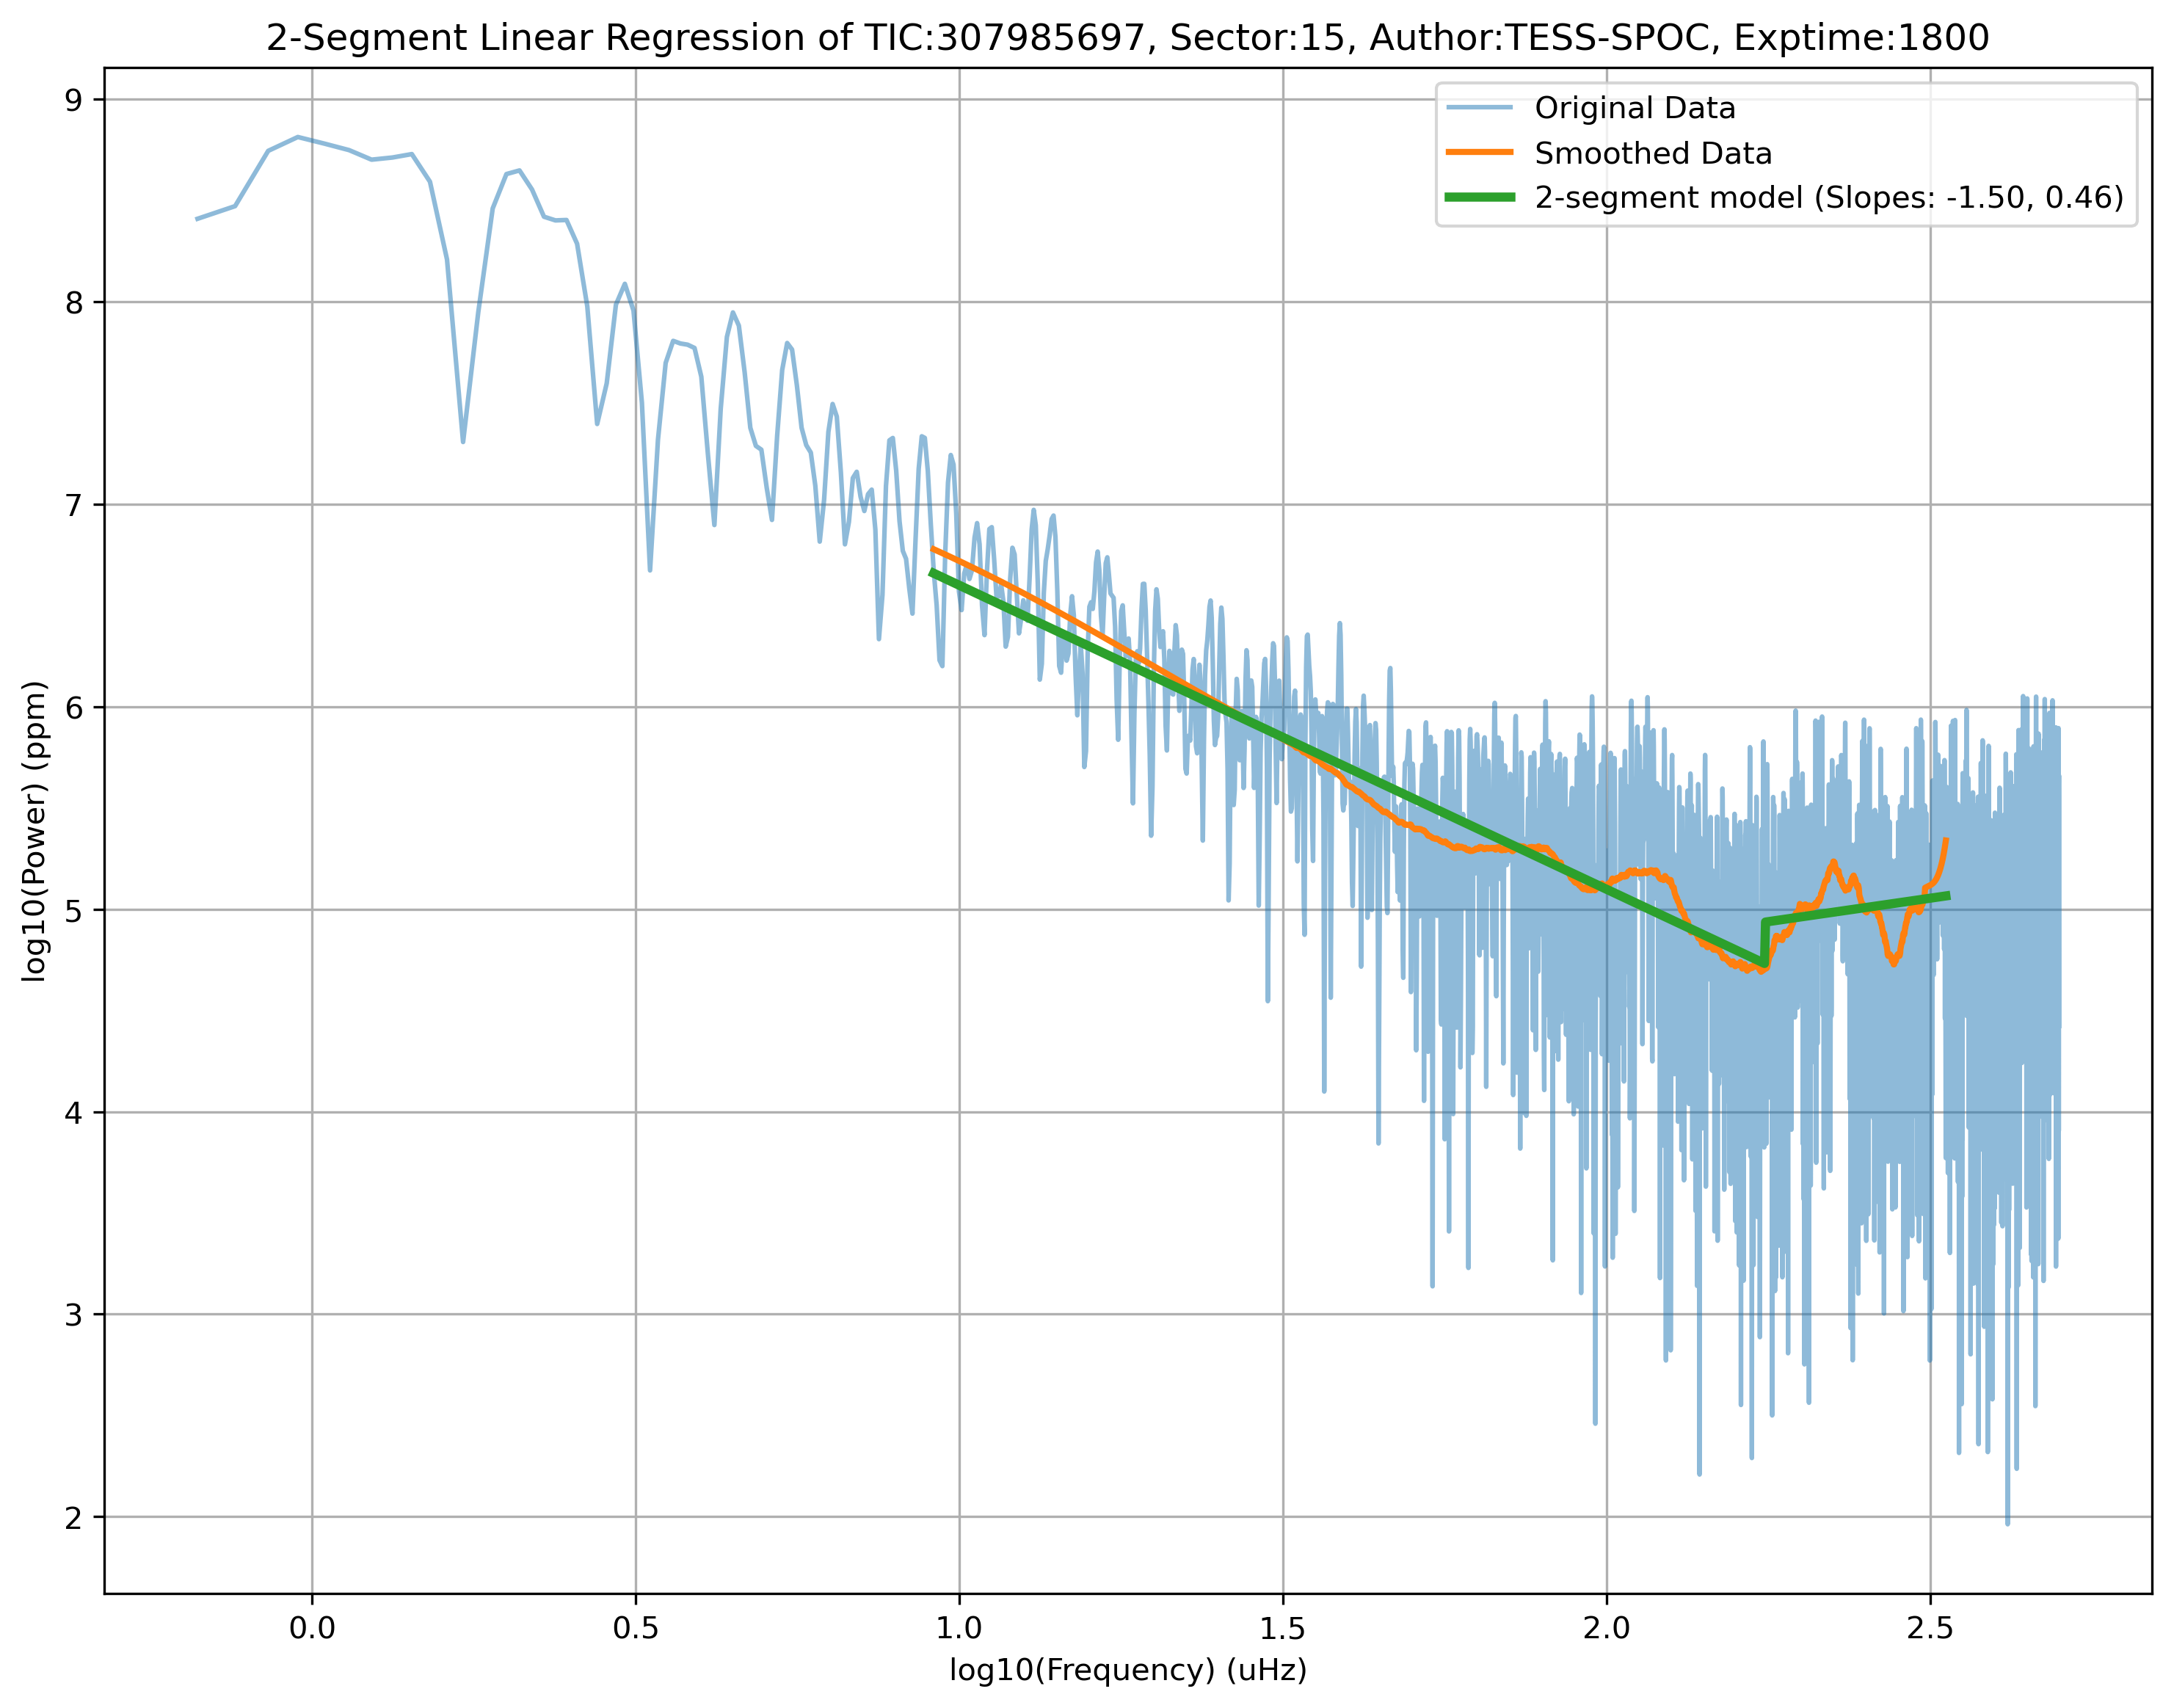 2-Segment Linear Regression of TIC:307985697, Sector:15, Author:TESS-SPOC, Exptime:1800
Original Data
Smoothed Data
2-segment model (Slopes: -1.50, 0.46)
log10(Power) (ppm)
9
8
7
6
5
4
3
2
0.0 0.5 1.0 1.5 2.0 2.5
log10(Frequency) (uHz)